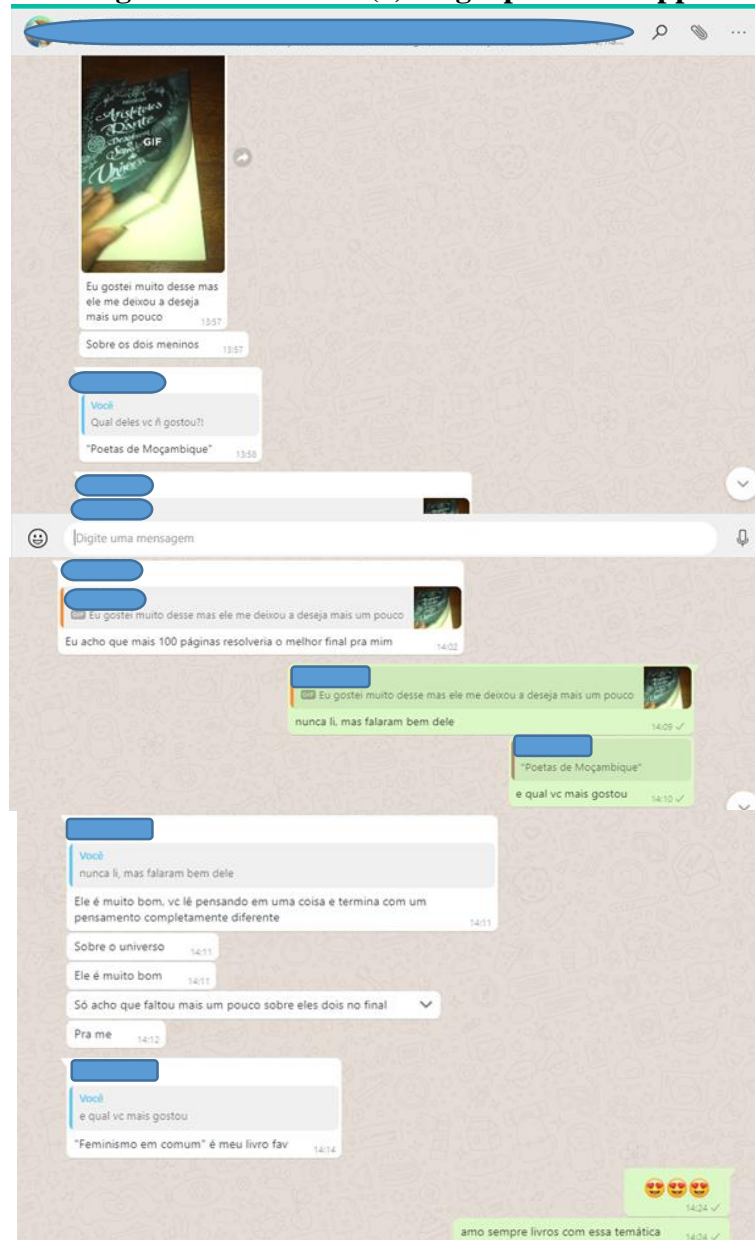 Aristóteles
Dante
Universo
GIF
Eu gostei muito desse mas
ele me deixou a deseja
mais um pouco
13:57
Sobre os dois meninos
13:57
Você
Qual deles vc ñ gostou?!
"Poetas de Moçambique"
13:58
Digite uma mensagem
GIF Eu gostei muito desse mas ele me deixou a deseja mais um pouco
Eu acho que mais 100 páginas resolveria o melhor final pra mim
14:02
GIF Eu gostei muito desse mas ele me deixou a deseja mais um pouco
nunca li, mas falaram bem dele
14:09
"Poetas de Moçambique"
e qual vc mais gostou
14:10
Você
nunca li, mas falaram bem dele
Ele é muito bom, vc lê pensando em uma coisa e termina com um
pensamento completamente diferente
14:11
Sobre o universo
14:11
Ele é muito bom
14:11
Só acho que faltou mais um pouco sobre eles dois no final
Pra me
14:12
Você
e qual vc mais gostou
"Feminismo em comum" é meu livro fav
14:14
😍😍😍
14:24
amo sempre livros com essa temática
14:24